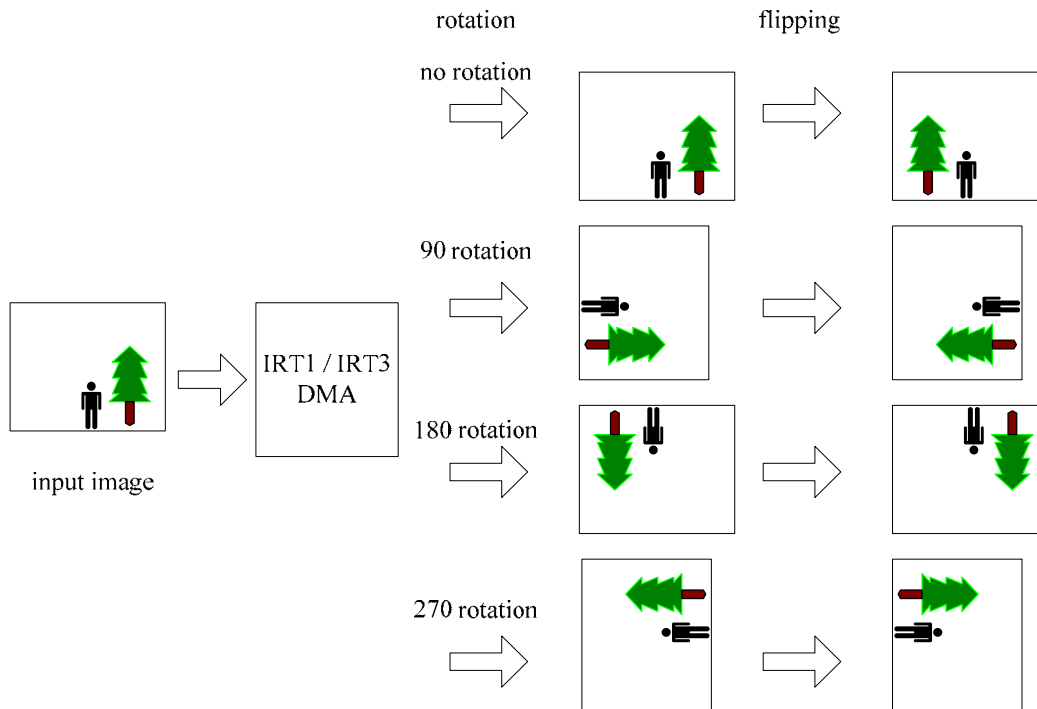 rotation
flipping
no rotation
90 rotation
IRT1 / IRT3
DMA
input image
180 rotation
270 rotation